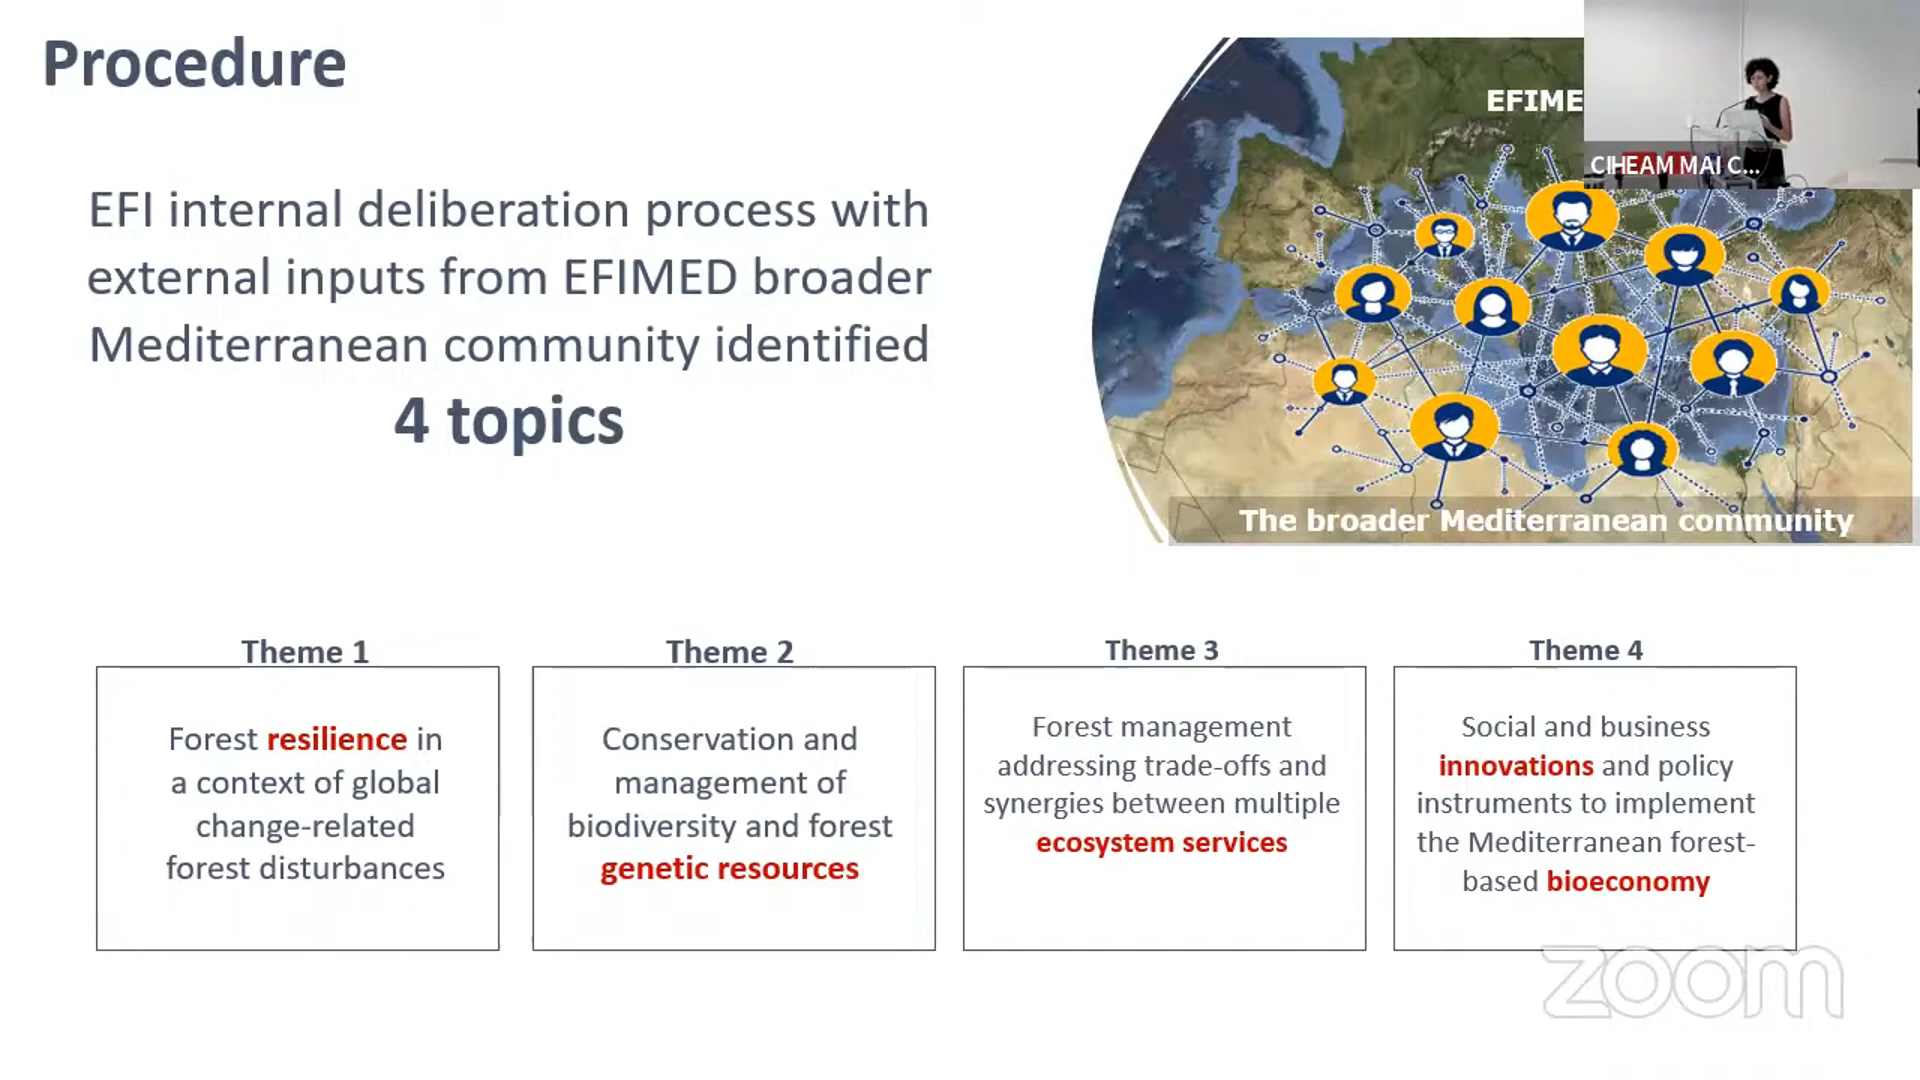 Procedure
EFI internal deliberation process with
external inputs from EFIMED broader
Mediterranean community identified
4 topics
EFIME
CIHEAM MAI C...
The broader Mediterranean community
Theme 1
Forest resilience in
a context of global
change-related
forest disturbances
Theme 2
Conservation and
management of
biodiversity and forest
genetic resources
Theme 3
Forest management
addressing trade-offs and
synergies between multiple
ecosystem services
Theme 4
Social and business
innovations and policy
instruments to implement
the Mediterranean forest-
based bioeconomy
zoom